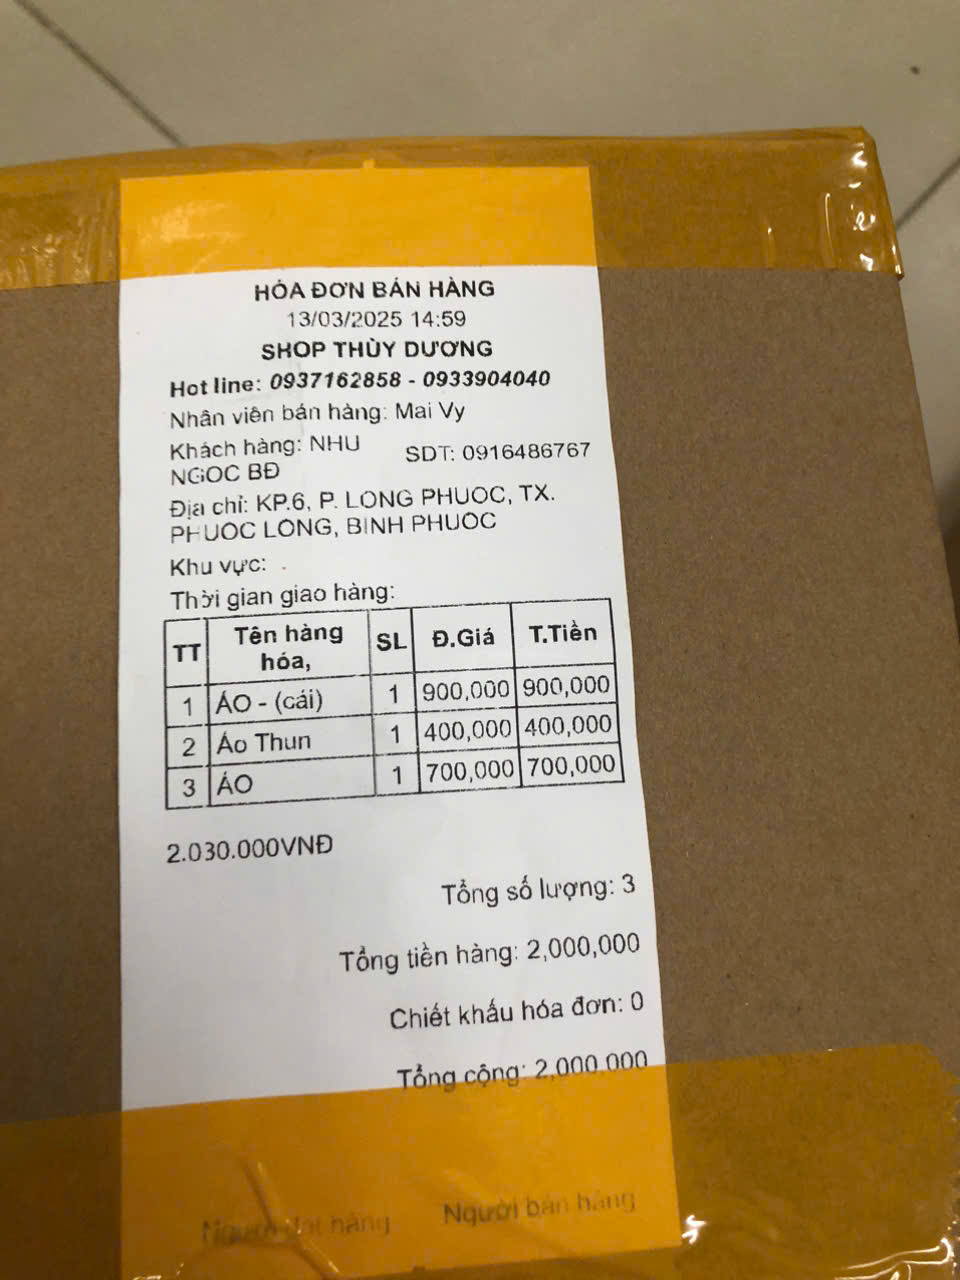 HÓA ĐƠN BÁN HÀNG
13/03/2025 14:59
SHOP THÙY DƯƠNG
Hot line: 0937162858 - 0933904040
Nhân viên bán hàng: Mai Vy
Khách hàng: NHU NGOC BĐ
SDT: 0916486767
Địa chỉ: KP.6, P. LONG PHUOC, TX.
PHUOC LONG, BINH PHUOC
Khu vực:
Thời gian giao hàng:
TT Tên hàng hóa, SL Đ.Giá T.Tiền
1 ÁO - (cái) 1 900,000 900,000
2 Áo Thun 1 400,000 400,000
3 ÁO 1 700,000 700,000
2.030.000VNĐ
Tổng số lượng: 3
Tổng tiền hàng: 2,000,000
Chiết khấu hóa đơn: 0
Tổng cộng: 2,000,000
Người đặt hàng Người bán hàng